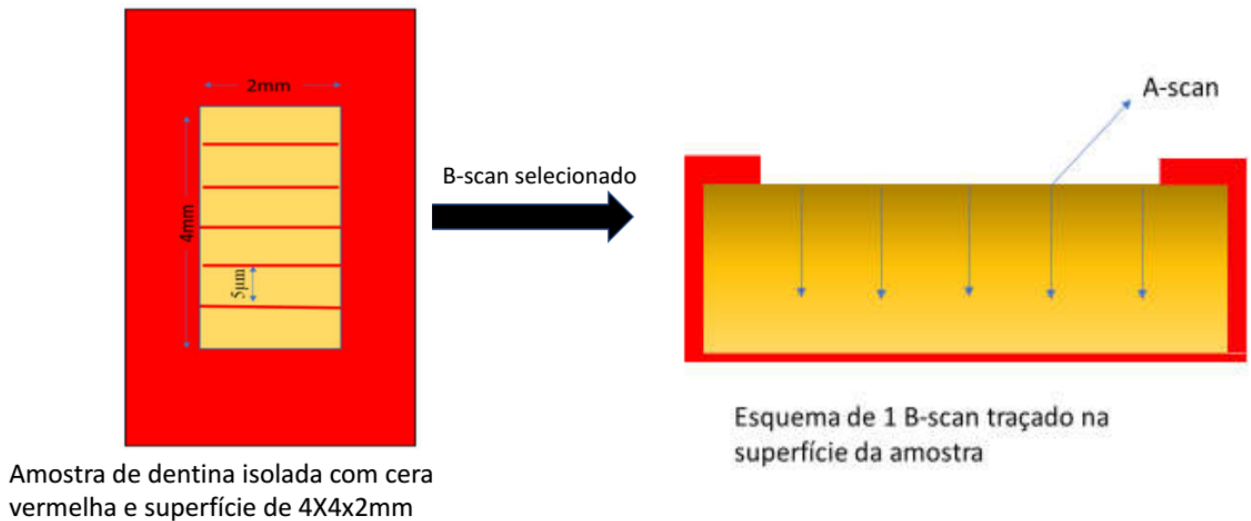 2mm
4mm
5μm
Amostra de dentina isolada com cera
vermelha e superfície de 4X4x2mm
B-scan selecionado
A-scan
Esquema de 1 B-scan traçado na
superfície da amostra